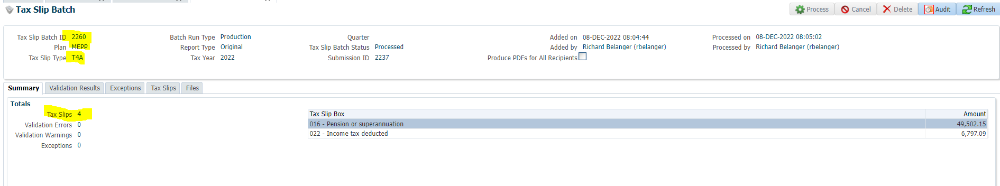 Tax Slip Batch
Process Cancel Delete Audit Refresh
Tax Slip Batch ID 2260 Batch Run Type Production Quarter Added on 08-DEC-2022 08:04:44 Processed on 08-DEC-2022 08:05:02
Plan MEPP Report Type Original Tax Slip Batch Status Processed Added by Richard Belanger (rbelanger) Processed by Richard Belanger (rbelanger)
Tax Slip Type T4A Tax Year 2022 Submission ID 2237 Produce PDFs for All Recipients
Summary Validation Results Exceptions Tax Slips Files
Totals
Tax Slips 4 Tax Slip Box Amount
Validation Errors 0 016 - Pension or superannuation 49,502.15
Validation Warnings 0 022 - Income tax deducted 6,797.09
Exceptions 0